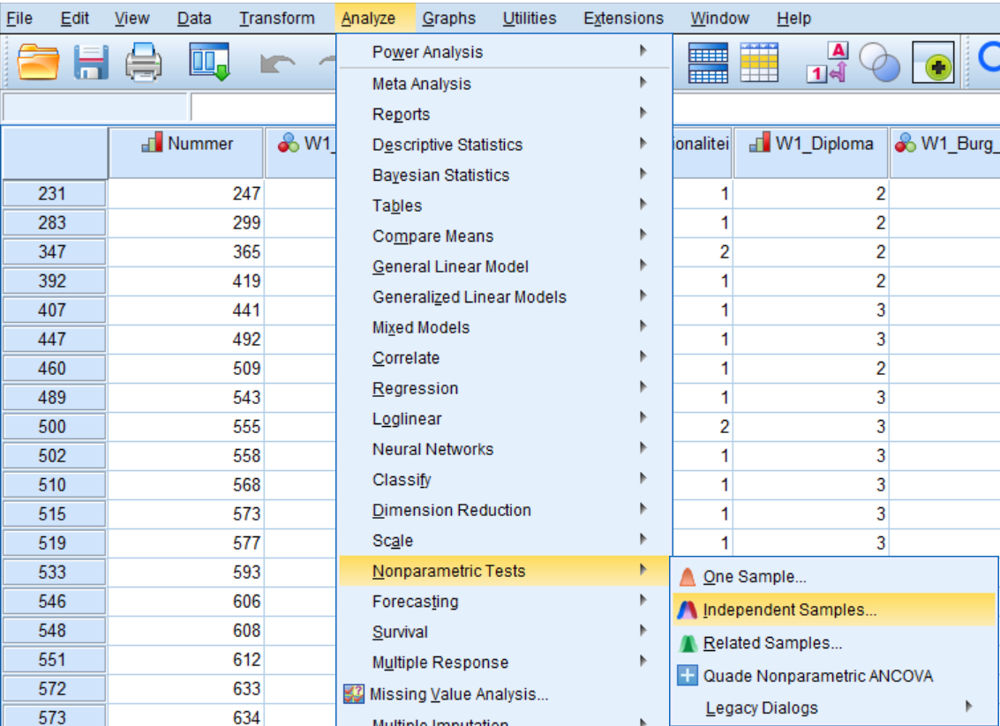 File Edit View Data Transform Analyze Graphs Utilities Extensions Window Help
Power Analysis
Meta Analysis
Reports
Descriptive Statistics
Bayesian Statistics
Tables
Compare Means
General Linear Model
Generalized Linear Models
Mixed Models
Correlate
Regression
Loglinear
Neural Networks
Classify
Dimension Reduction
Scale
Nonparametric Tests
Forecasting
Survival
Multiple Response
Missing Value Analysis...
Multiple Imputation
One Sample...
Independent Samples...
Related Samples...
Quade Nonparametric ANCOVA
Legacy Dialogs
A
1
Nummer W1_ ionalitei W1_Diploma W1_Burg_
231 247 1 2
283 299 1 2
347 365 2 2
392 419 1 2
407 441 1 3
447 492 1 3
460 509 1 2
489 543 1 3
500 555 2 3
502 558 1 3
510 568 1 3
515 573 1 3
519 577 1 3
533 593
546 606
548 608
551 612
572 633
573 634